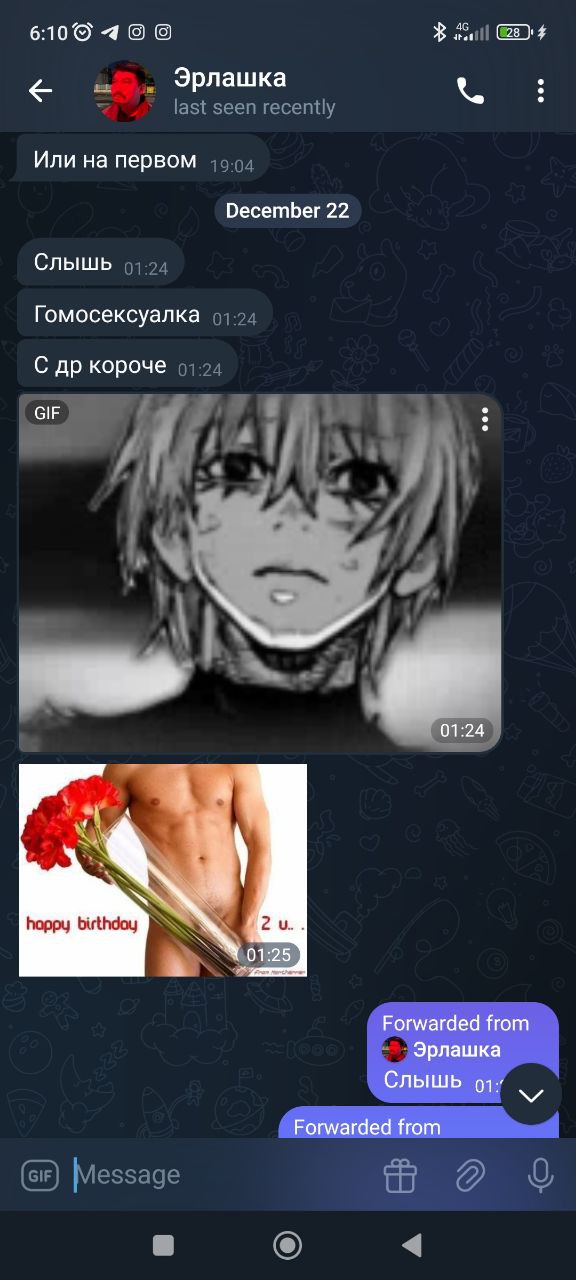 6:10
4G
28
Эрлашка
last seen recently
Или на первом 19:04
December 22
Слышь 01:24
Гомосексуалка 01:24
С др короче 01:24
GIF
01:24
happy birthday 2 u.. .
01:25
Forwarded from
Эрлашка
Слышь
Forwarded from
GIF Message